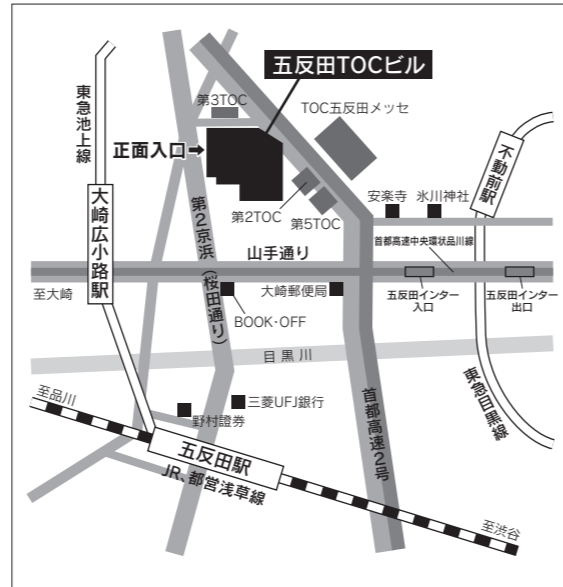 五反田TOCビル
第3TOC
TOC五反田メッセ
正面入口→
東急池上線
不動前駅
安楽寺
氷川神社
第2TOC
第5TOC
大崎広小路駅
第2京浜（桜田通り）
山手通り
首都高速中央環状品川線
至大崎
大崎郵便局
五反田インター
入口
五反田インター
出口
BOOK・OFF
目黒川
東急目黒線
首都高速2号
至品川
三菱UFJ銀行
野村證券
五反田駅
JR、都営浅草線
至渋谷